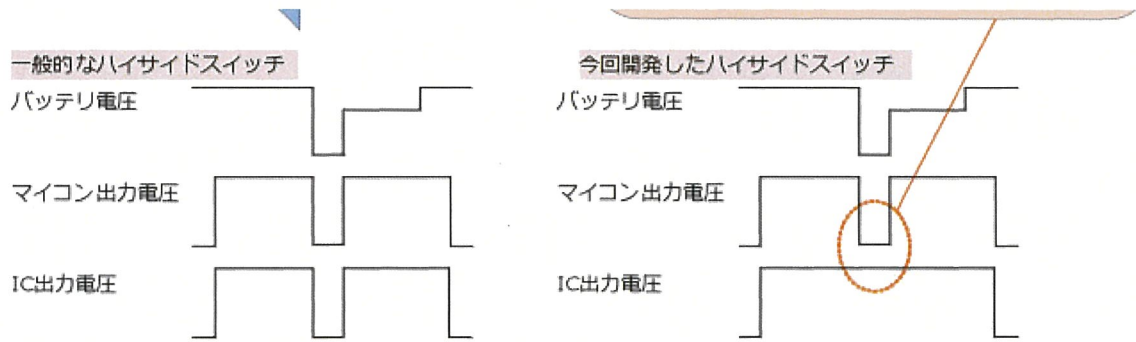 一般的なハイサイドスイッチ
バッテリ電圧
マイコン出力電圧
IC出力電圧
今回開発したハイサイドスイッチ
バッテリ電圧
マイコン出力電圧
IC出力電圧